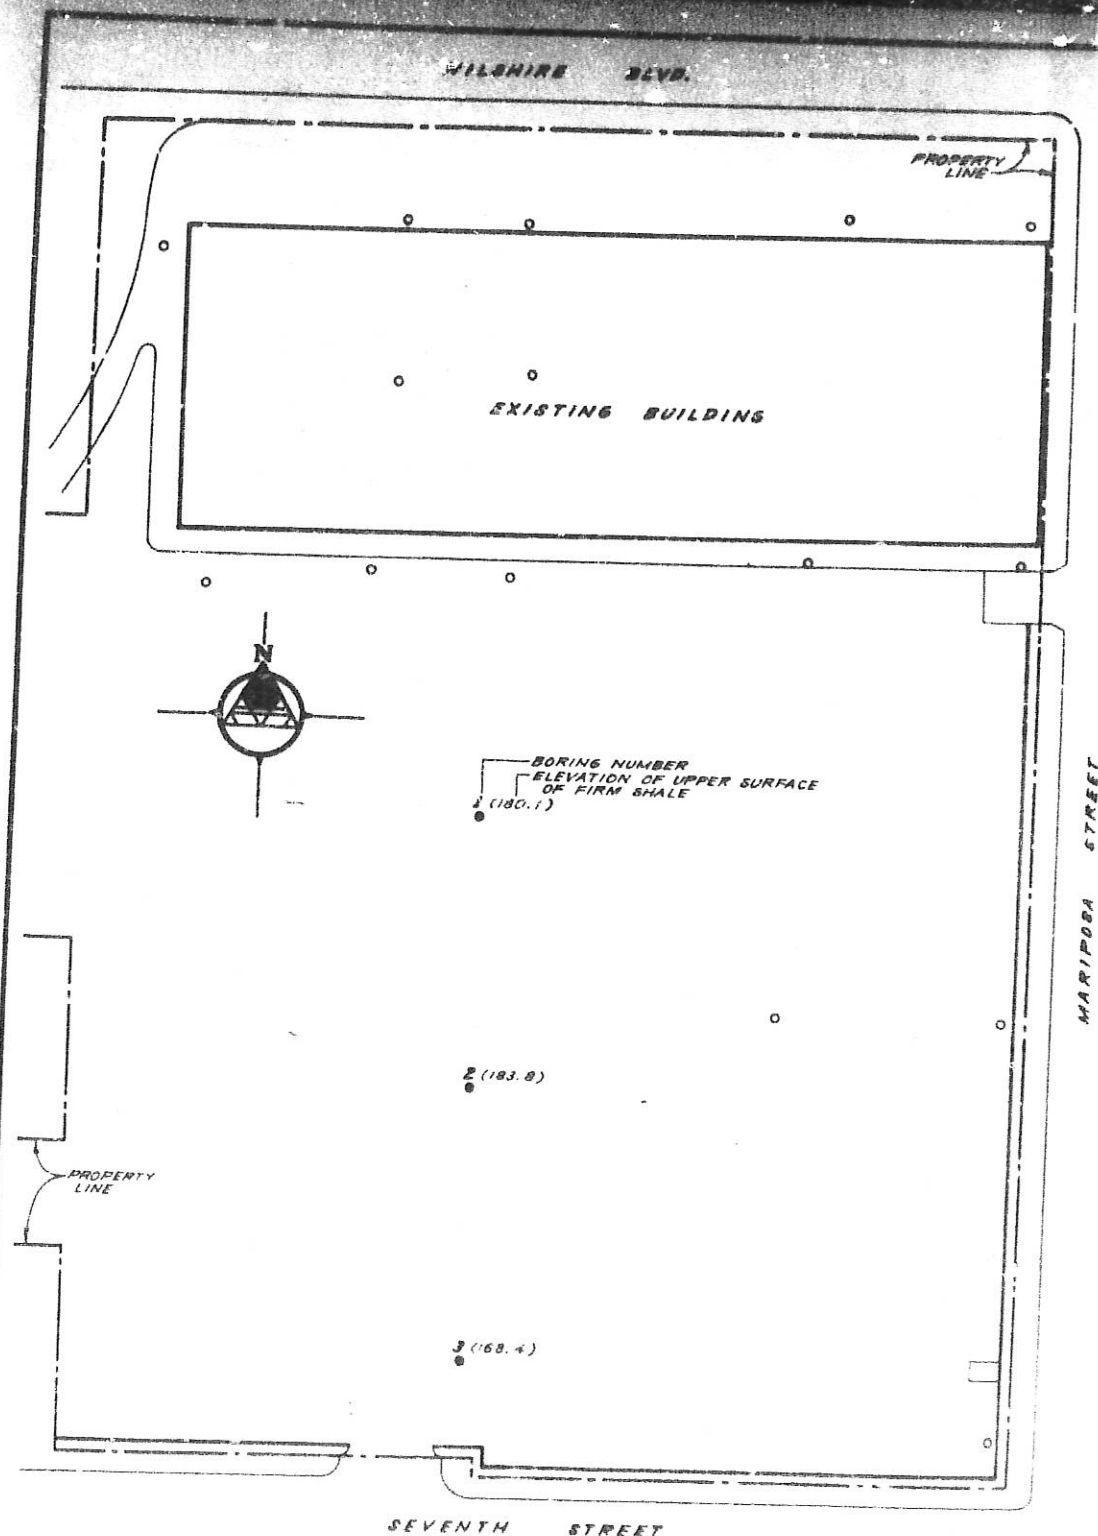 WILSHIRE BLVD.
PROPERTY
LINE
EXISTING BUILDING
N
BORING NUMBER
ELEVATION OF UPPER SURFACE
OF FIRM SHALE
1 (180.1)
MARIPOSA STREET
2 (183.8)
PROPERTY
LINE
3 (168.4)
SEVENTH STREET